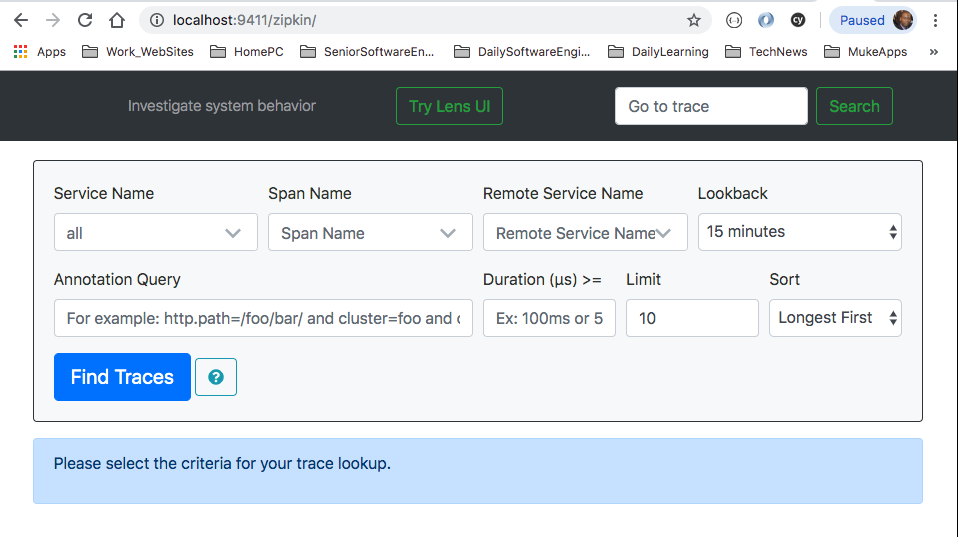 localhost:9411/zipkin/
Paused
Apps Work_WebSites HomePC SeniorSoftwareEn... DailySoftwareEngi... DailyLearning TechNews MukeApps »
Investigate system behavior Try Lens UI Go to trace Search
Service Name Span Name Remote Service Name Lookback
all Span Name Remote Service Name 15 minutes
Annotation Query Duration (μs) >= Limit Sort
For example: http.path=/foo/bar/ and cluster=foo and c Ex: 100ms or 5 10 Longest First
Find Traces ?
Please select the criteria for your trace lookup.